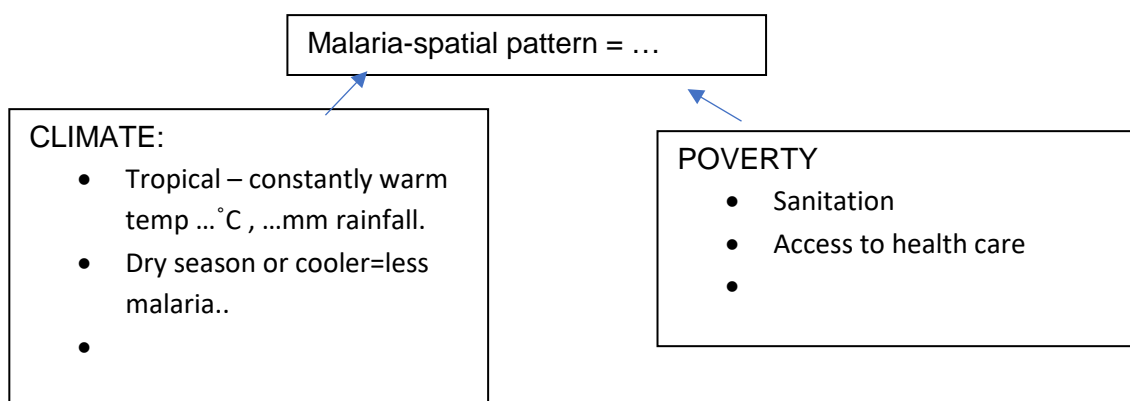 Malaria-spatial pattern = …
CLIMATE:
• Tropical – constantly warm
temp …˚C , …mm rainfall.
• Dry season or cooler=less
malaria..
•
POVERTY
• Sanitation
• Access to health care
•